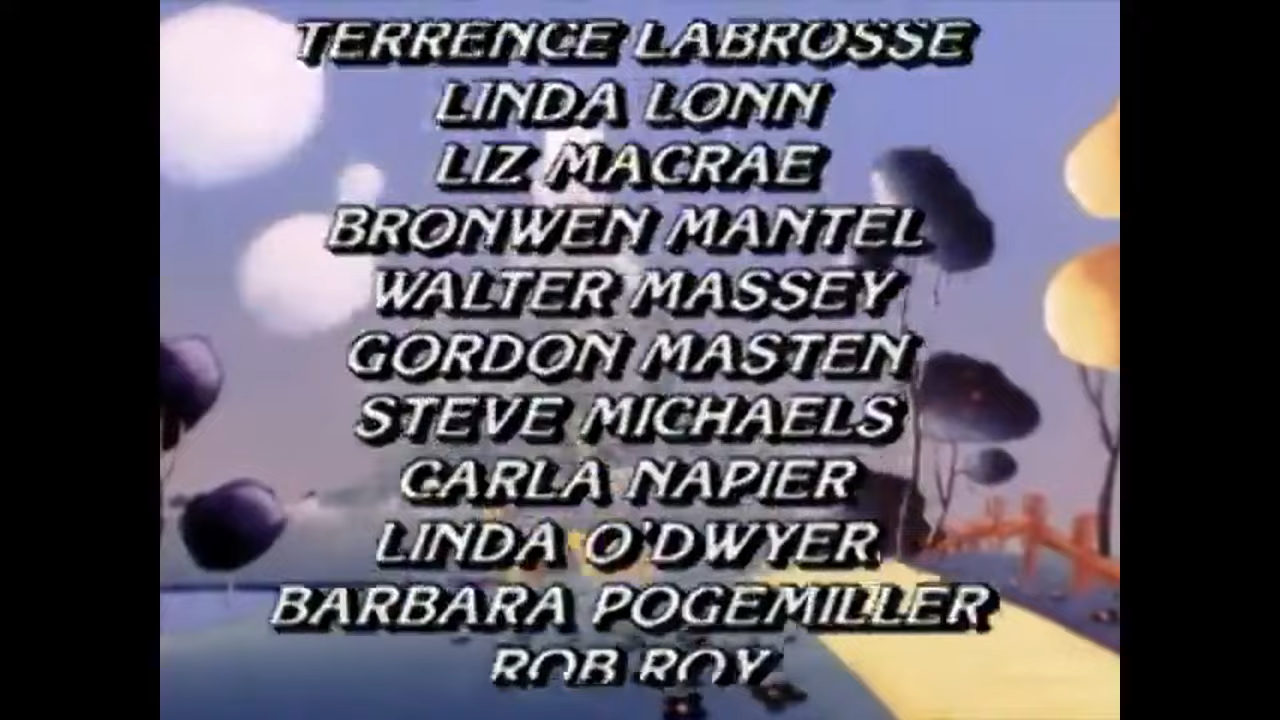 TERRENCE LABROSSE
LINDA LONN
LIZ MACRAE
BRONWEN MANTEL
WALTER MASSEY
GORDON MASTEN
STEVE MICHAELS
CARLA NAPIER
LINDA O'DWYER
BARBARA POGEMILLER
ROB ROY